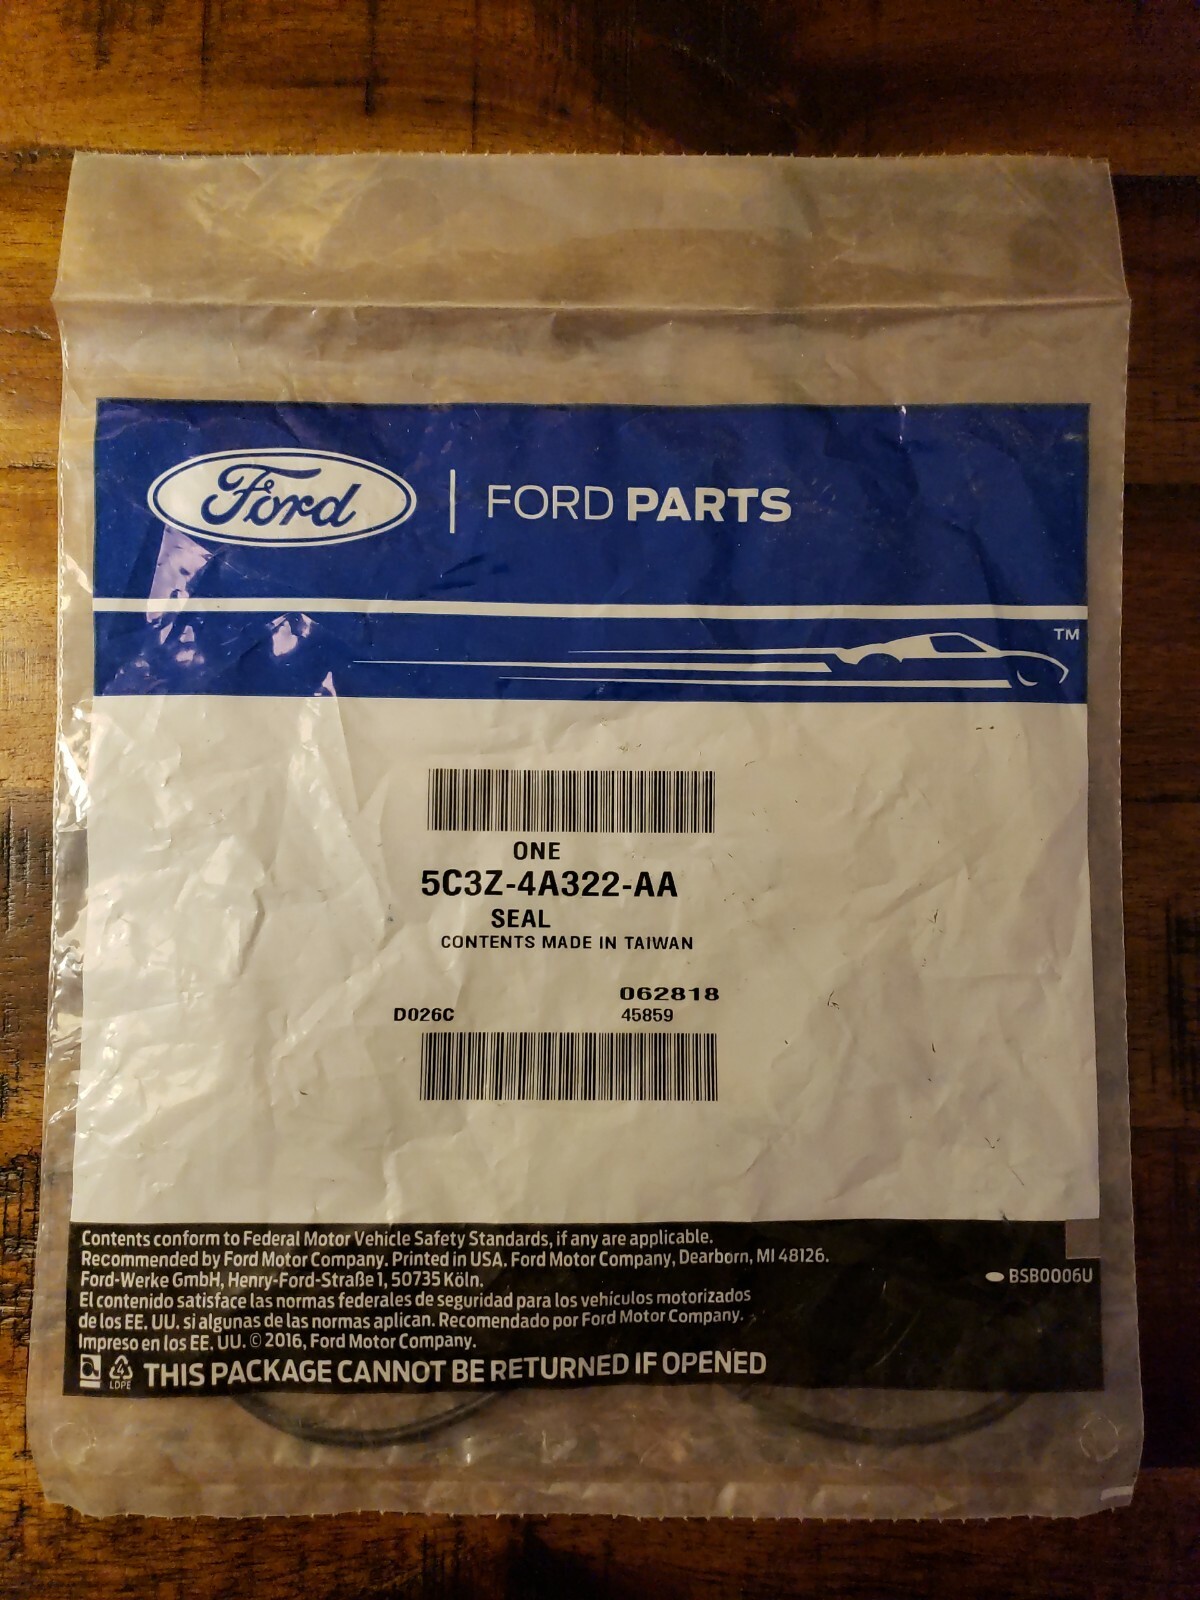 Ford
FORD PARTS
TM
ONE
5C3Z-4A322-AA
SEAL
CONTENTS MADE IN TAIWAN
062818
D026C 45859
Contents conform to Federal Motor Vehicle Safety Standards, if any are applicable.
Recommended by Ford Motor Company. Printed in USA. Ford Motor Company, Dearborn, MI 48126.
Ford-Werke GmbH, Henry-Ford-Straße 1, 50735 Köln.
BSB0006U
El contenido satisface las normas federales de seguridad para los vehículos motorizados
de los EE. UU. si algunas de las normas aplican. Recomendado por Ford Motor Company.
Impreso en los EE. UU. © 2016, Ford Motor Company.
4
LDPE
THIS PACKAGE CANNOT BE RETURNED IF OPENED